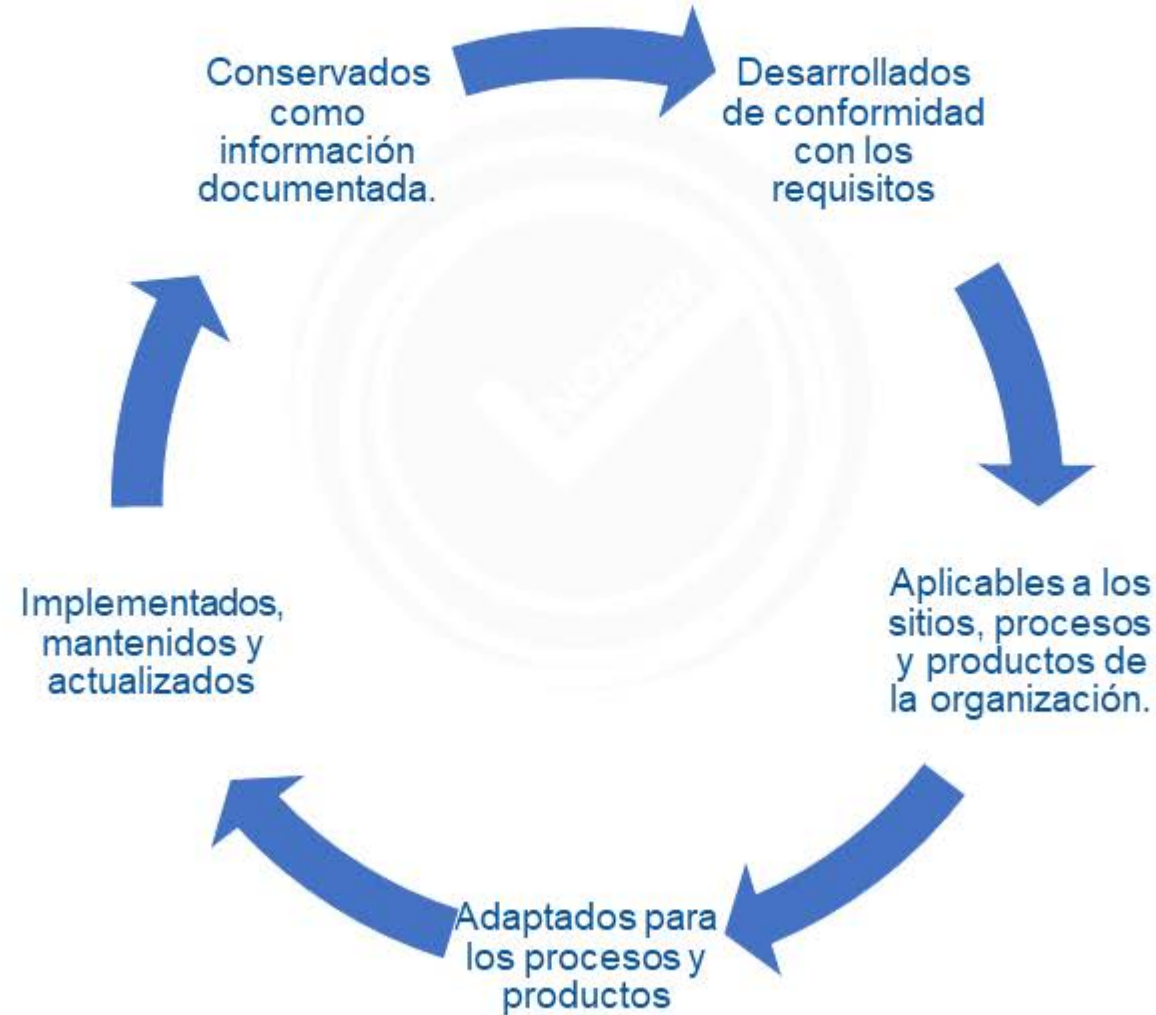 Conservados
como
información
documentada.
Desarrollados
de conformidad
con los
requisitos
Aplicables a los
sitios, procesos
y productos de
la organización.
Adaptados para
los procesos y
productos
Implementados,
mantenidos y
actualizados